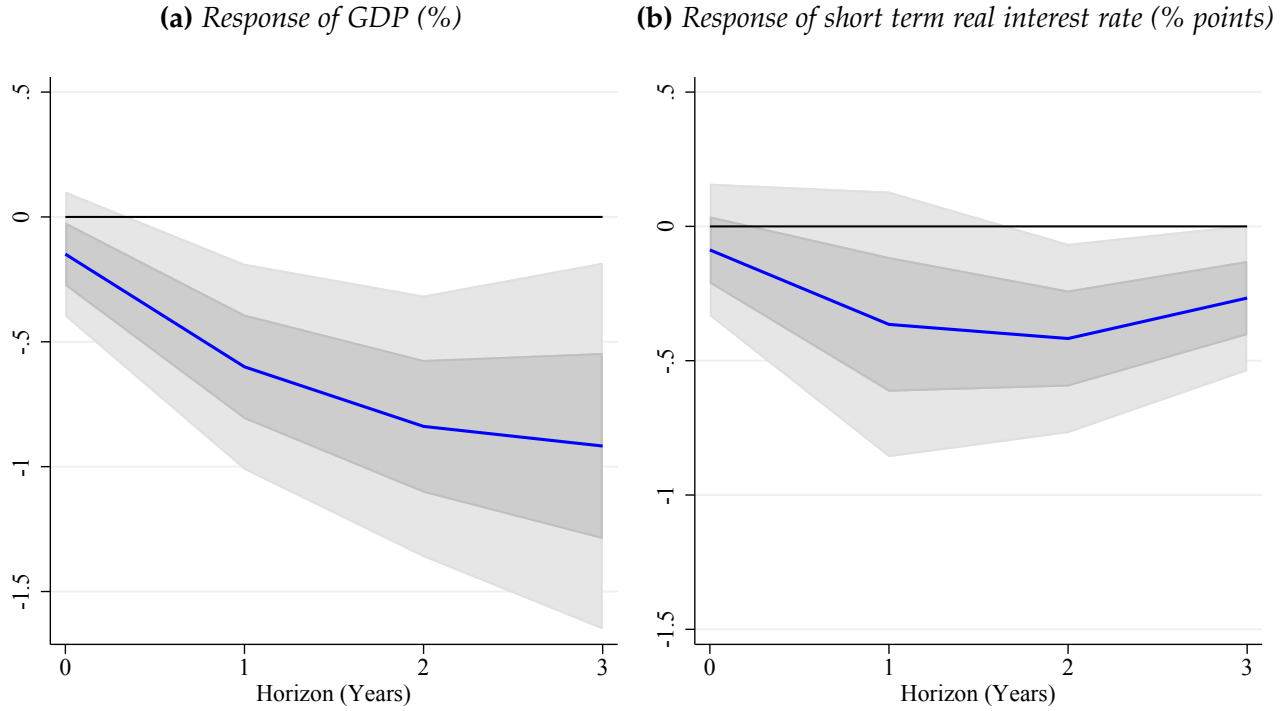 (a) Response of GDP (%)
.5
0
-.5
-1
-1.5
0 1 2 3
Horizon (Years)
(b) Response of short term real interest rate (% points)
.5
0
-.5
-1
-1.5
0 1 2 3
Horizon (Years)